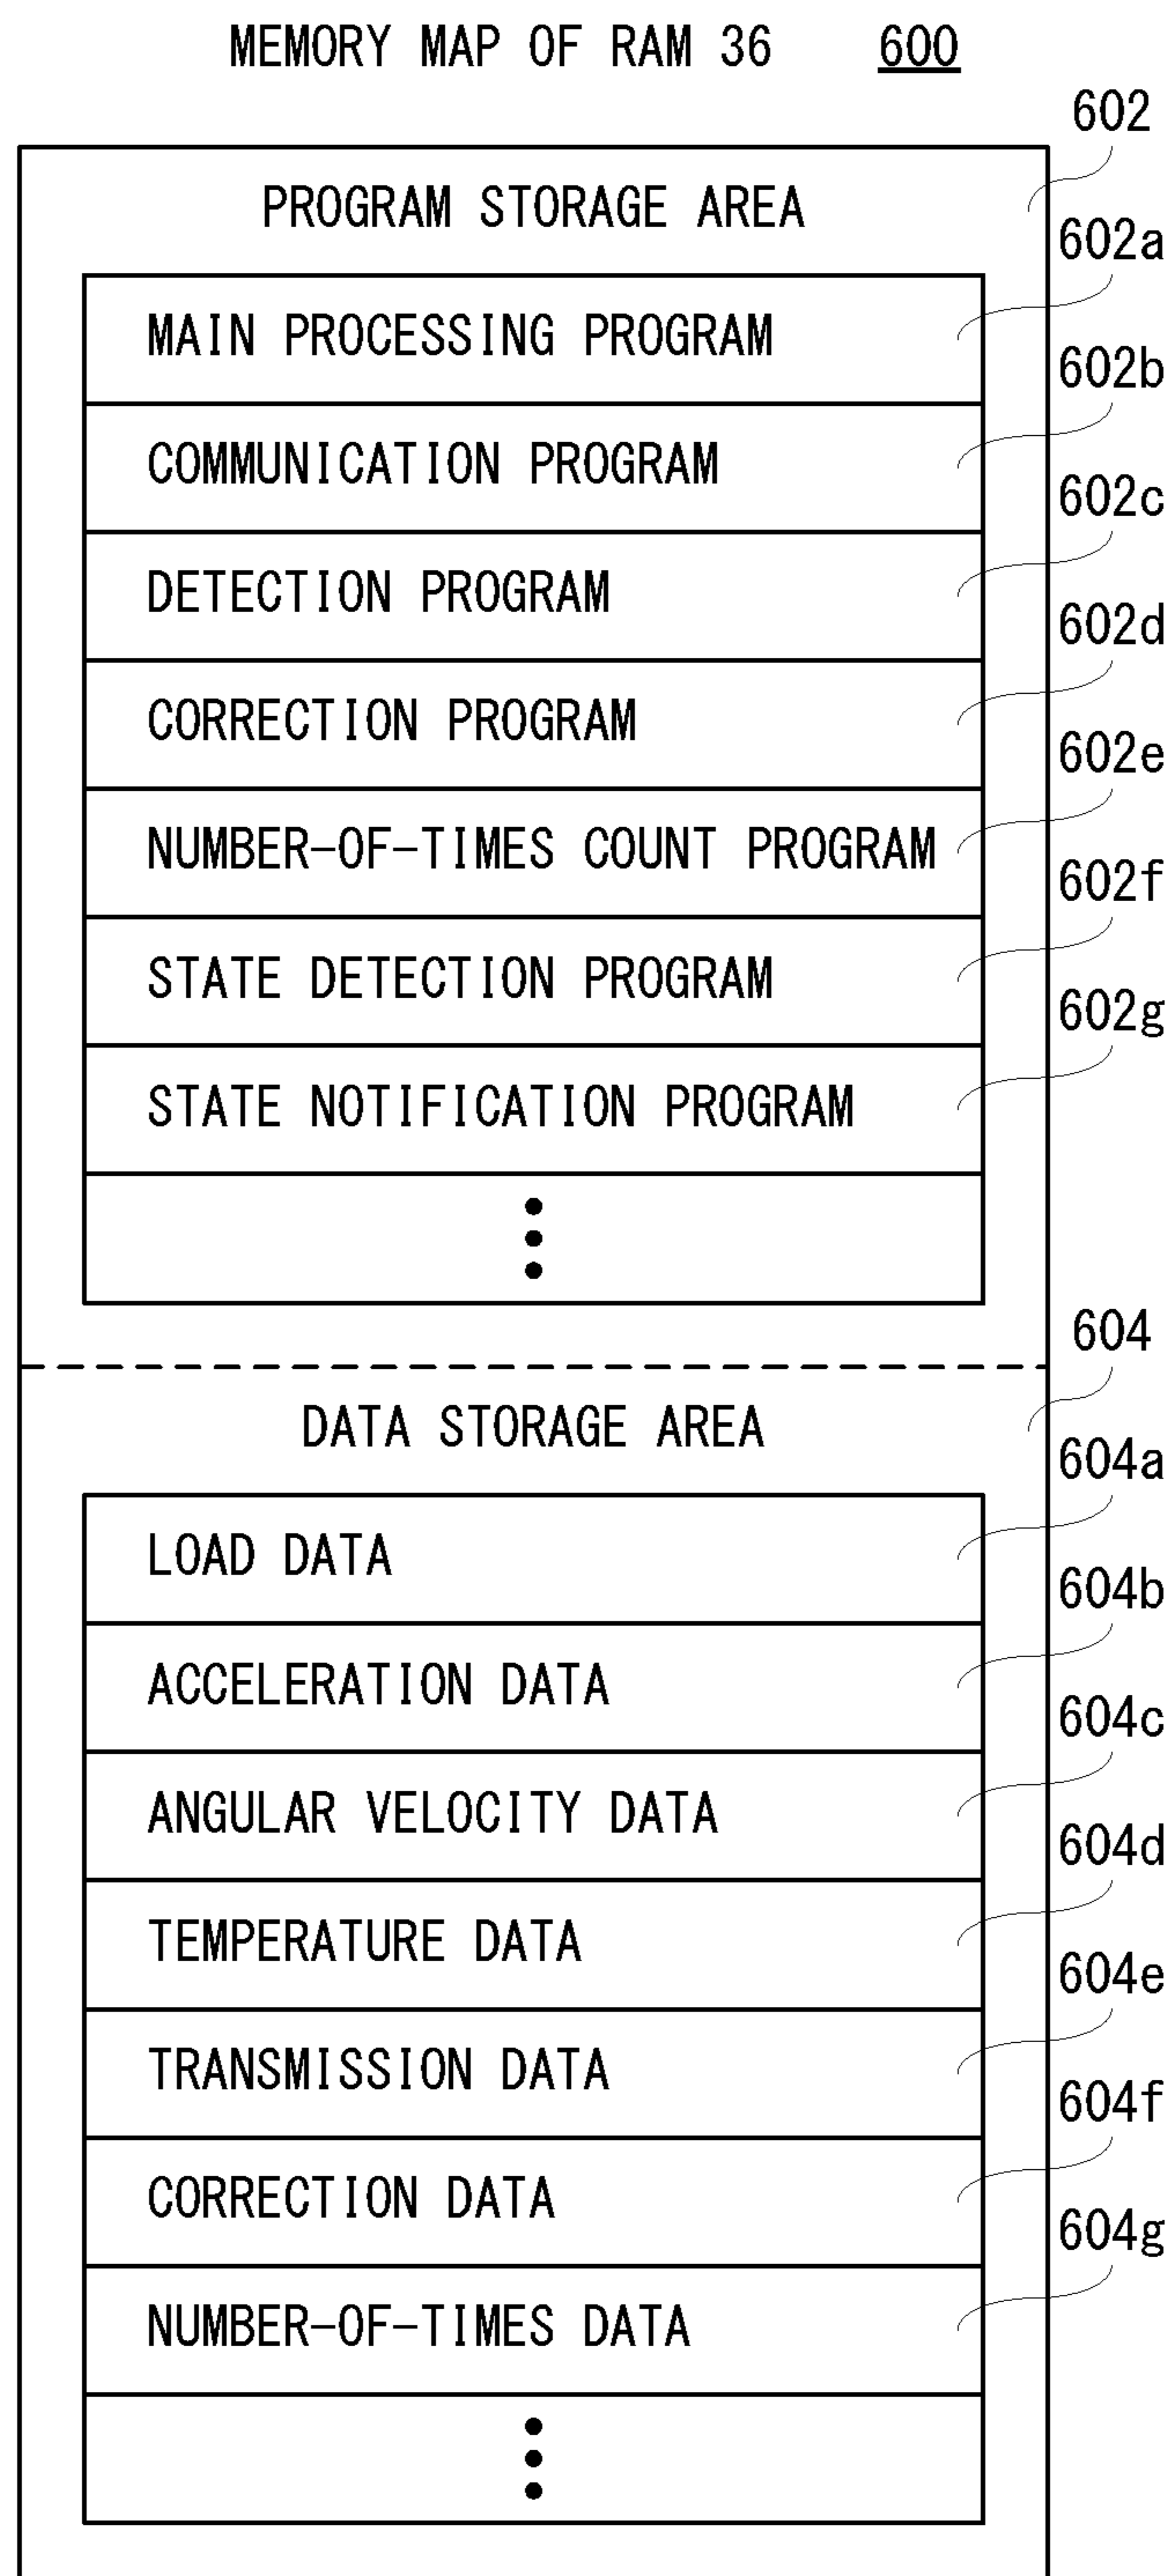 MEMORY MAP OF RAM 36 600
602
PROGRAM STORAGE AREA
602a
MAIN PROCESSING PROGRAM
602b
COMMUNICATION PROGRAM
602c
DETECTION PROGRAM
602d
CORRECTION PROGRAM
602e
NUMBER-OF-TIMES COUNT PROGRAM
602f
STATE DETECTION PROGRAM
602g
STATE NOTIFICATION PROGRAM
604
DATA STORAGE AREA
604a
LOAD DATA
604b
ACCELERATION DATA
604c
ANGULAR VELOCITY DATA
604d
TEMPERATURE DATA
604e
TRANSMISSION DATA
604f
CORRECTION DATA
604g
NUMBER-OF-TIMES DATA